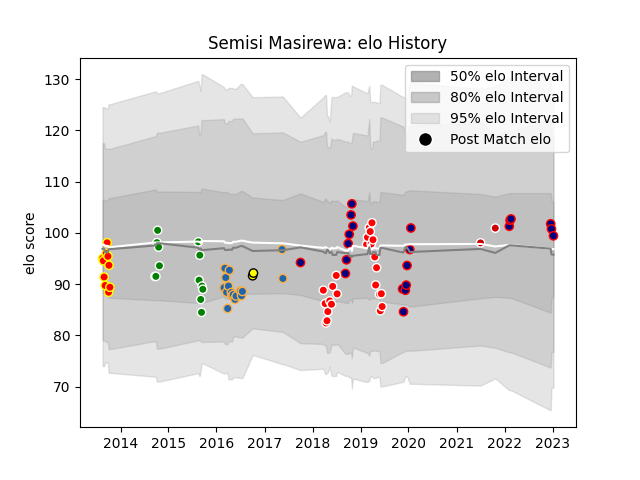 Semisi Masirewa: elo History
50% elo Interval
80% elo Interval
95% elo Interval
Post Match elo
elo score
130
120
110
100
90
80
70
2014 2015 2016 2017 2018 2019 2020 2021 2022 2023